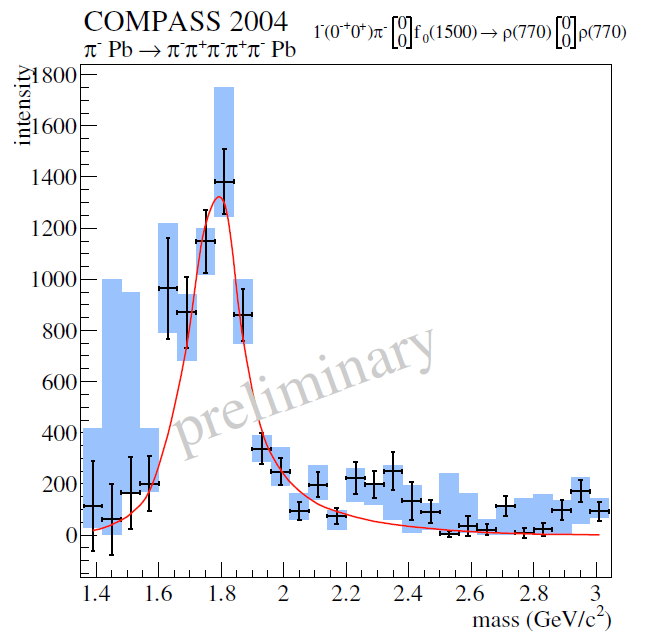 COMPASS 2004
π⁻ Pb → π⁻π⁺π⁻π⁺π⁻ Pb
1⁻(0⁻⁺0⁺)π⁻ [0 0] f₀(1500) → ρ(770) [0 0] ρ(770)
intensity
1800
1600
1400
1200
1000
800
600
400
200
0
preliminary
1.4 1.6 1.8 2 2.2 2.4 2.6 2.8 3
mass (GeV/c²)